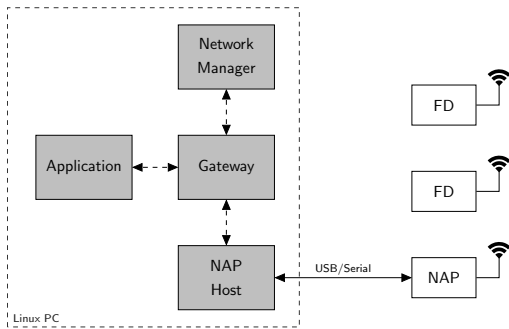 Network
Manager
FD
Application
Gateway
FD
NAP
Host
USB/Serial
NAP
Linux PC